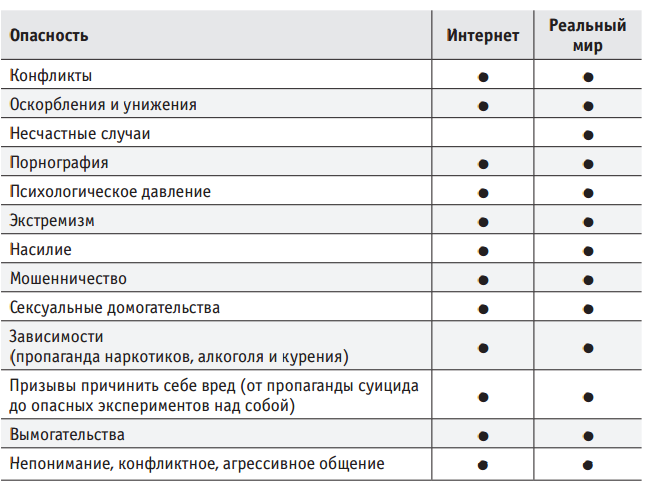 Опасность Интернет Реальный мир
Конфликты ● ●
Оскорбления и унижения ● ●
Несчастные случаи ●
Порнография ● ●
Психологическое давление ● ●
Экстремизм ● ●
Насилие ● ●
Мошенничество ● ●
Сексуальные домогательства ● ●
Зависимости
(пропаганда наркотиков, алкоголя и курения) ● ●
Призывы причинить себе вред (от пропаганды суицида
до опасных экспериментов над собой) ● ●
Вымогательства ● ●
Непонимание, конфликтное, агрессивное общение ● ●